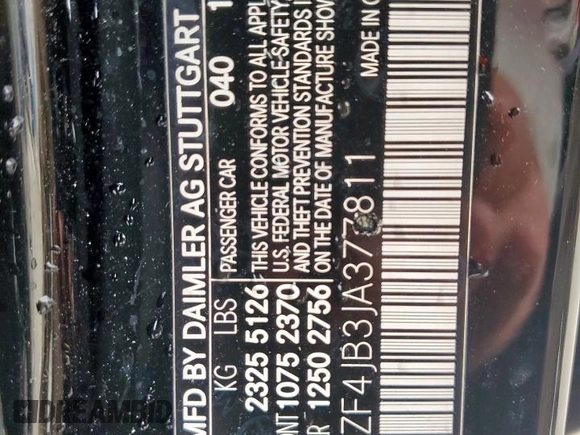 MFD BY DAIMLER AG STUTTGART
KG LBS PASSENGER CAR 040 1
2325 5126 THIS VEHICLE CONFORMS TO ALL APPL
1075 2370 U.S. FEDERAL MOTOR VEHICLE SAFETY,
AND THEFT PREVENTION STANDARDS I
1250 2756 ON THE DATE OF MANUFACTURE SHOW
ZF4JB3JA377811 MADE IN
IDREAMBID